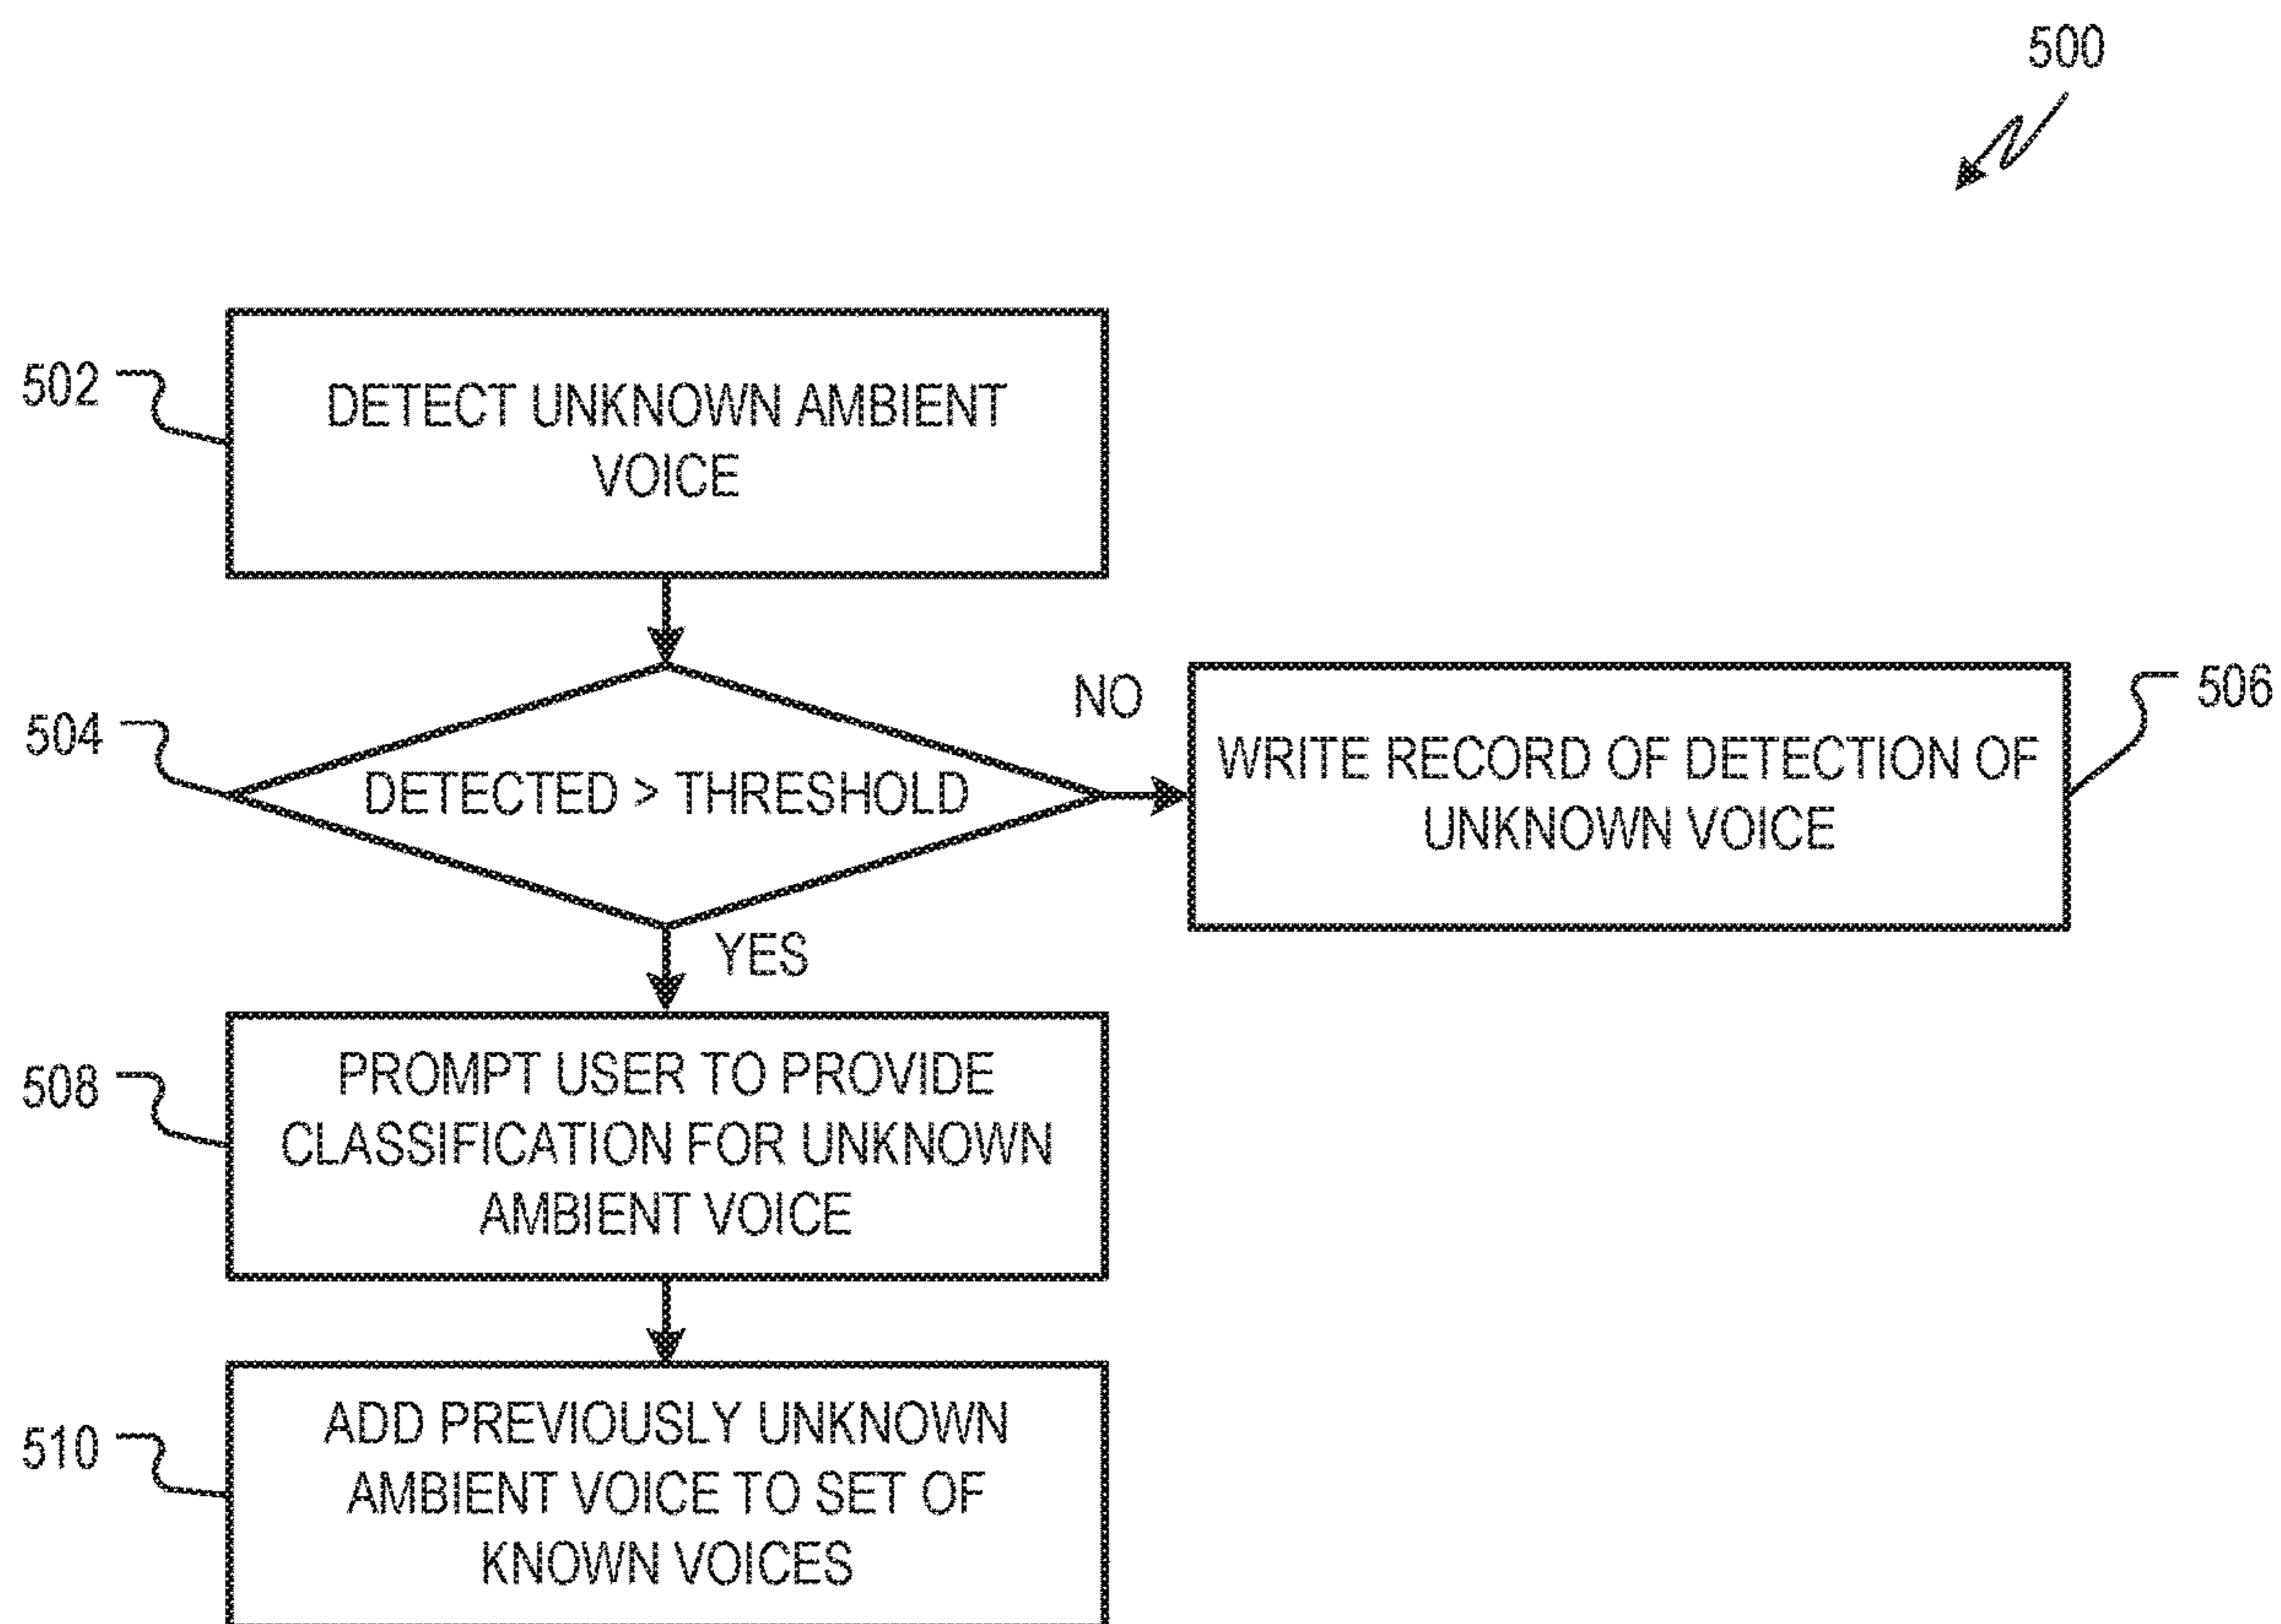 500
502
DETECT UNKNOWN AMBIENT
VOICE
504
DETECTED > THRESHOLD
NO
WRITE RECORD OF DETECTION OF
UNKNOWN VOICE
506
YES
508
PROMPT USER TO PROVIDE
CLASSIFICATION FOR UNKNOWN
AMBIENT VOICE
510
ADD PREVIOUSLY UNKNOWN
AMBIENT VOICE TO SET OF
KNOWN VOICES